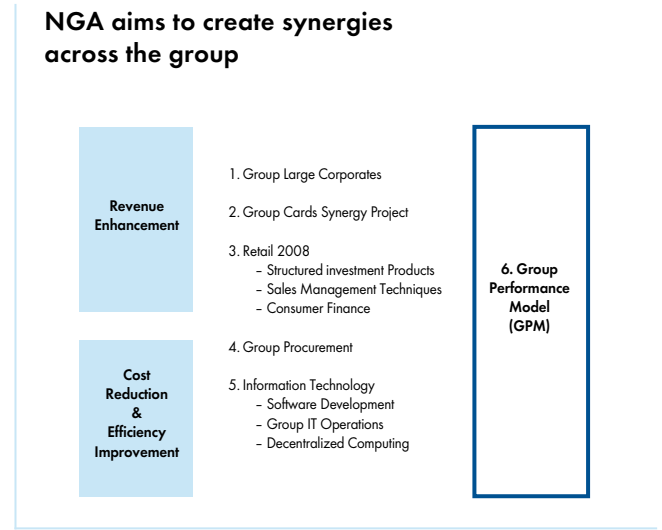 NGA aims to create synergies
across the group
Revenue
Enhancement
1. Group Large Corporates
2. Group Cards Synergy Project
3. Retail 2008
– Structured investment Products
– Sales Management Techniques
– Consumer Finance
Cost
Reduction
&
Efficiency
Improvement
4. Group Procurement
5. Information Technology
– Software Development
– Group IT Operations
– Decentralized Computing
6. Group
Performance
Model
(GPM)